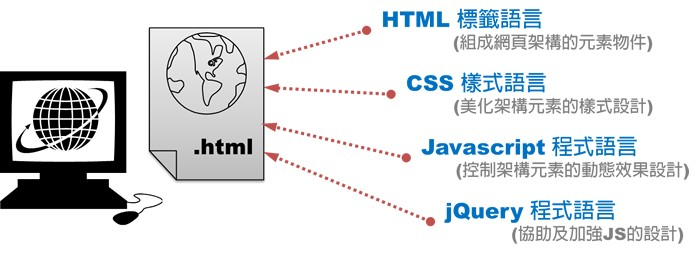 HTML 標籤語言
(組成網頁架構的元素物件)
CSS 樣式語言
(美化架構元素的樣式設計)
Javascript 程式語言
(控制架構元素的動態效果設計)
jQuery 程式語言
(協助及加強JS的設計)
.html